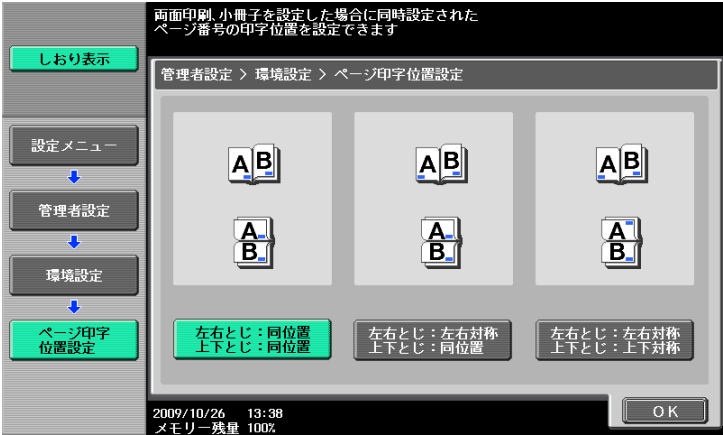 両面印刷、小冊子を設定した場合に同時設定された
ページ番号の印字位置を設定できます
しおり表示
管理者設定 > 環境設定 > ページ印字位置設定
設定メニュー
管理者設定
環境設定
ページ印字
位置設定
A B
A B
A B
A
B
A
B
A
B
左右とじ：同位置
上下とじ：同位置
左右とじ：左右対称
上下とじ：同位置
左右とじ：左右対称
上下とじ：上下対称
2009/10/26 13:38
メモリー残量 100%
OK